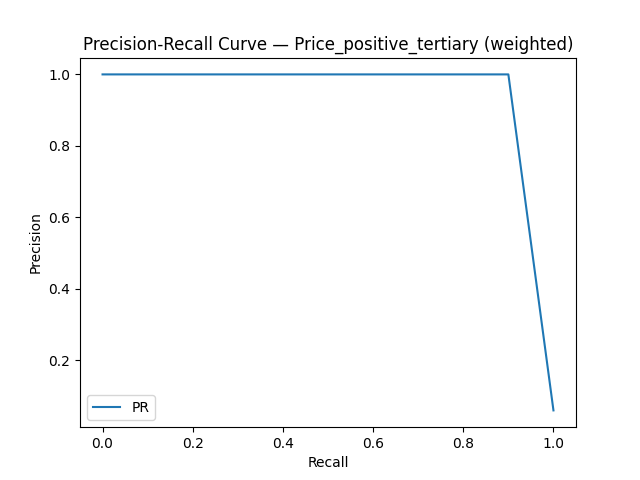 Precision-Recall Curve — Price_positive_tertiary (weighted)
1.0
0.8
0.6
0.4
0.2
Precision
PR
0.0 0.2 0.4 0.6 0.8 1.0
Recall